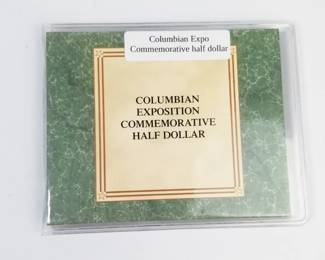 Columbian Expo
Commemorative half dollar
COLUMBIAN
EXPOSITION
COMMEMORATIVE
HALF DOLLAR